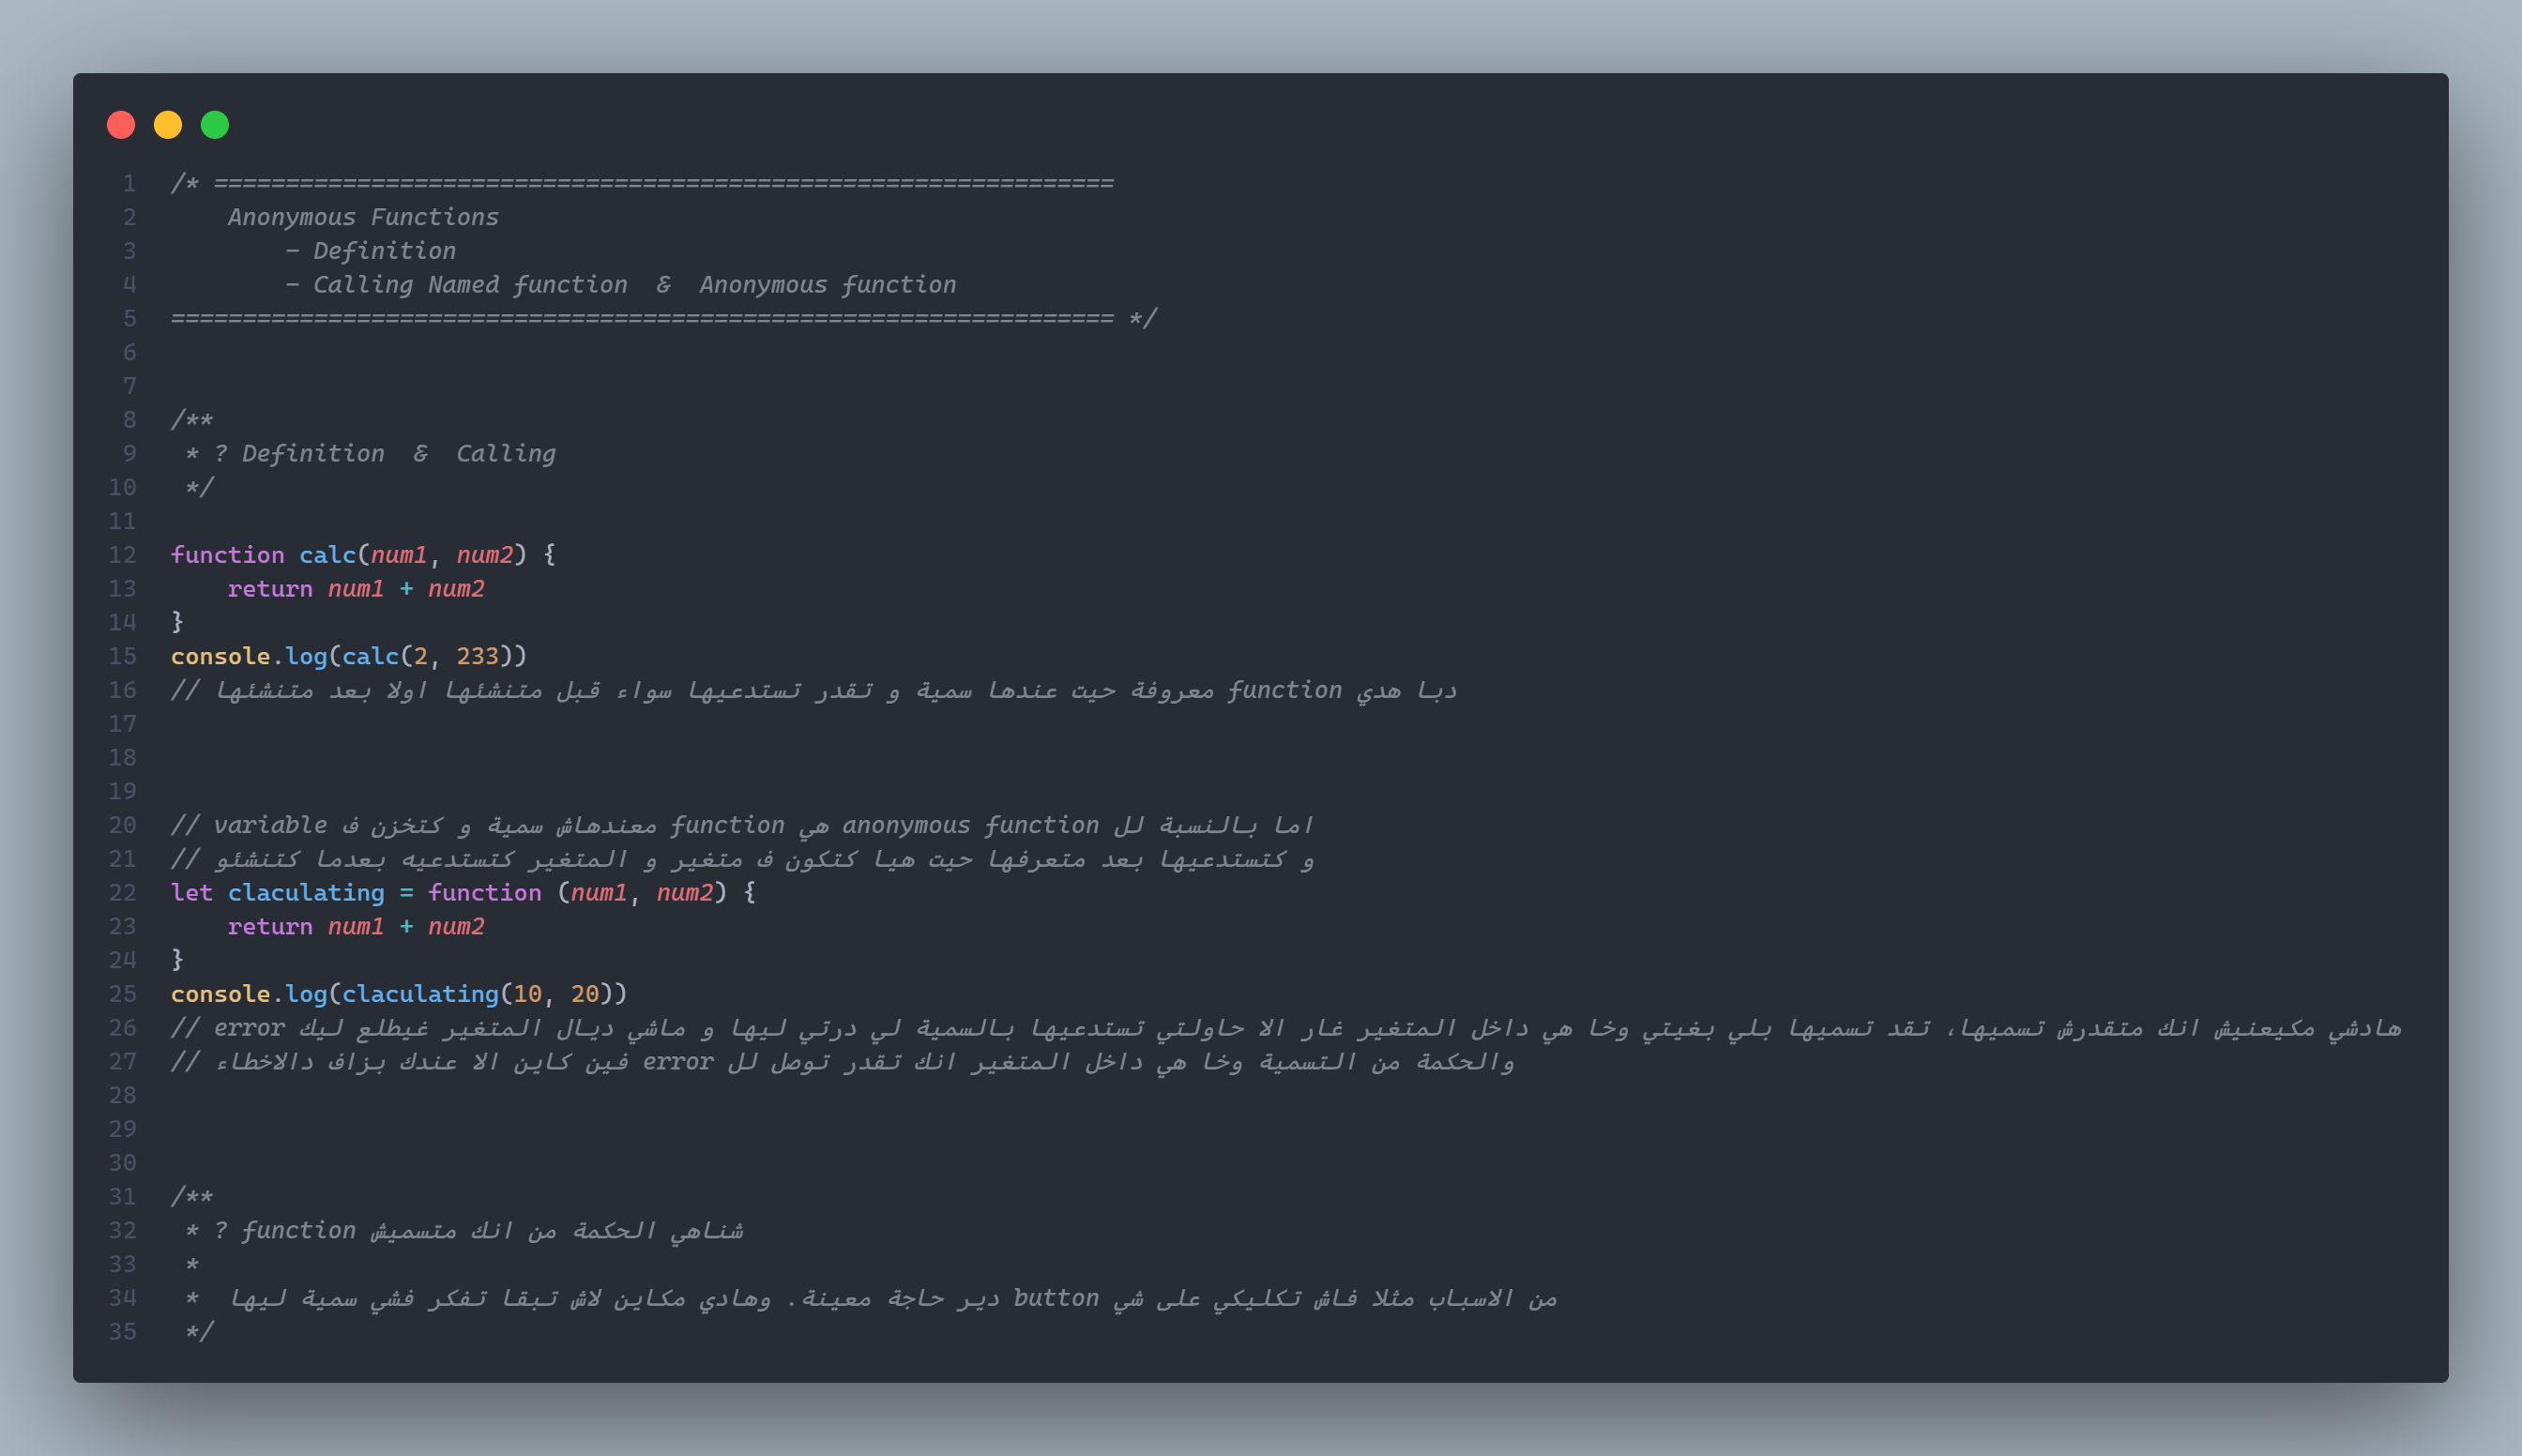 1 /* ===============================================================
2 Anonymous Functions
3 - Definition
4 - Calling Named function & Anonymous function
5 ================================================================== */
6
7
8 /**
9 * ? Definition & Calling
10 */
11
12 function calc(num1, num2) {
13 return num1 + num2
14 }
15 console.log(calc(2, 233))
16 // دبا هدي function معروفة حيت عندها سمية و تقدر تستدعيها سواء قبل متنشئها اولا بعد متنشئها
17
18
19
20 // اما بالنسبة لل anonymous function هي function معندهاش سمية و كتخزن ف variable
21 // و كتستدعيها بعد متعرفها حيت هيا كتكون ف متغير و المتغير كتستدعيه بعدما كتنشئو
22 let claculating = function (num1, num2) {
23 return num1 + num2
24 }
25 console.log(claculating(10, 20))
26 // هادشي مكيعنيش انك متقدرش تسميها، تقد تسميها بلي بغيتي وخا هي داخل المتغير غار الا حاولتي تستدعيها بالسمية لي درتي ليها و ماشي ديال المتغير غيطلع ليك error
27 // والحكمة من التسمية وخا هي داخل المتغير انك تقدر توصل لل error فين كاين الا عندك بزاف دالاخطاء
28
29
30
31 /**
32 * ? شناهي الحكمة من انك متسميش function ?
33 *
34 * من الاسباب مثلا فاش تكليكي على شي button دير حاجة معينة. وهادي مكاين لاش تبقا تفكر فشي سمية ليها
35 */